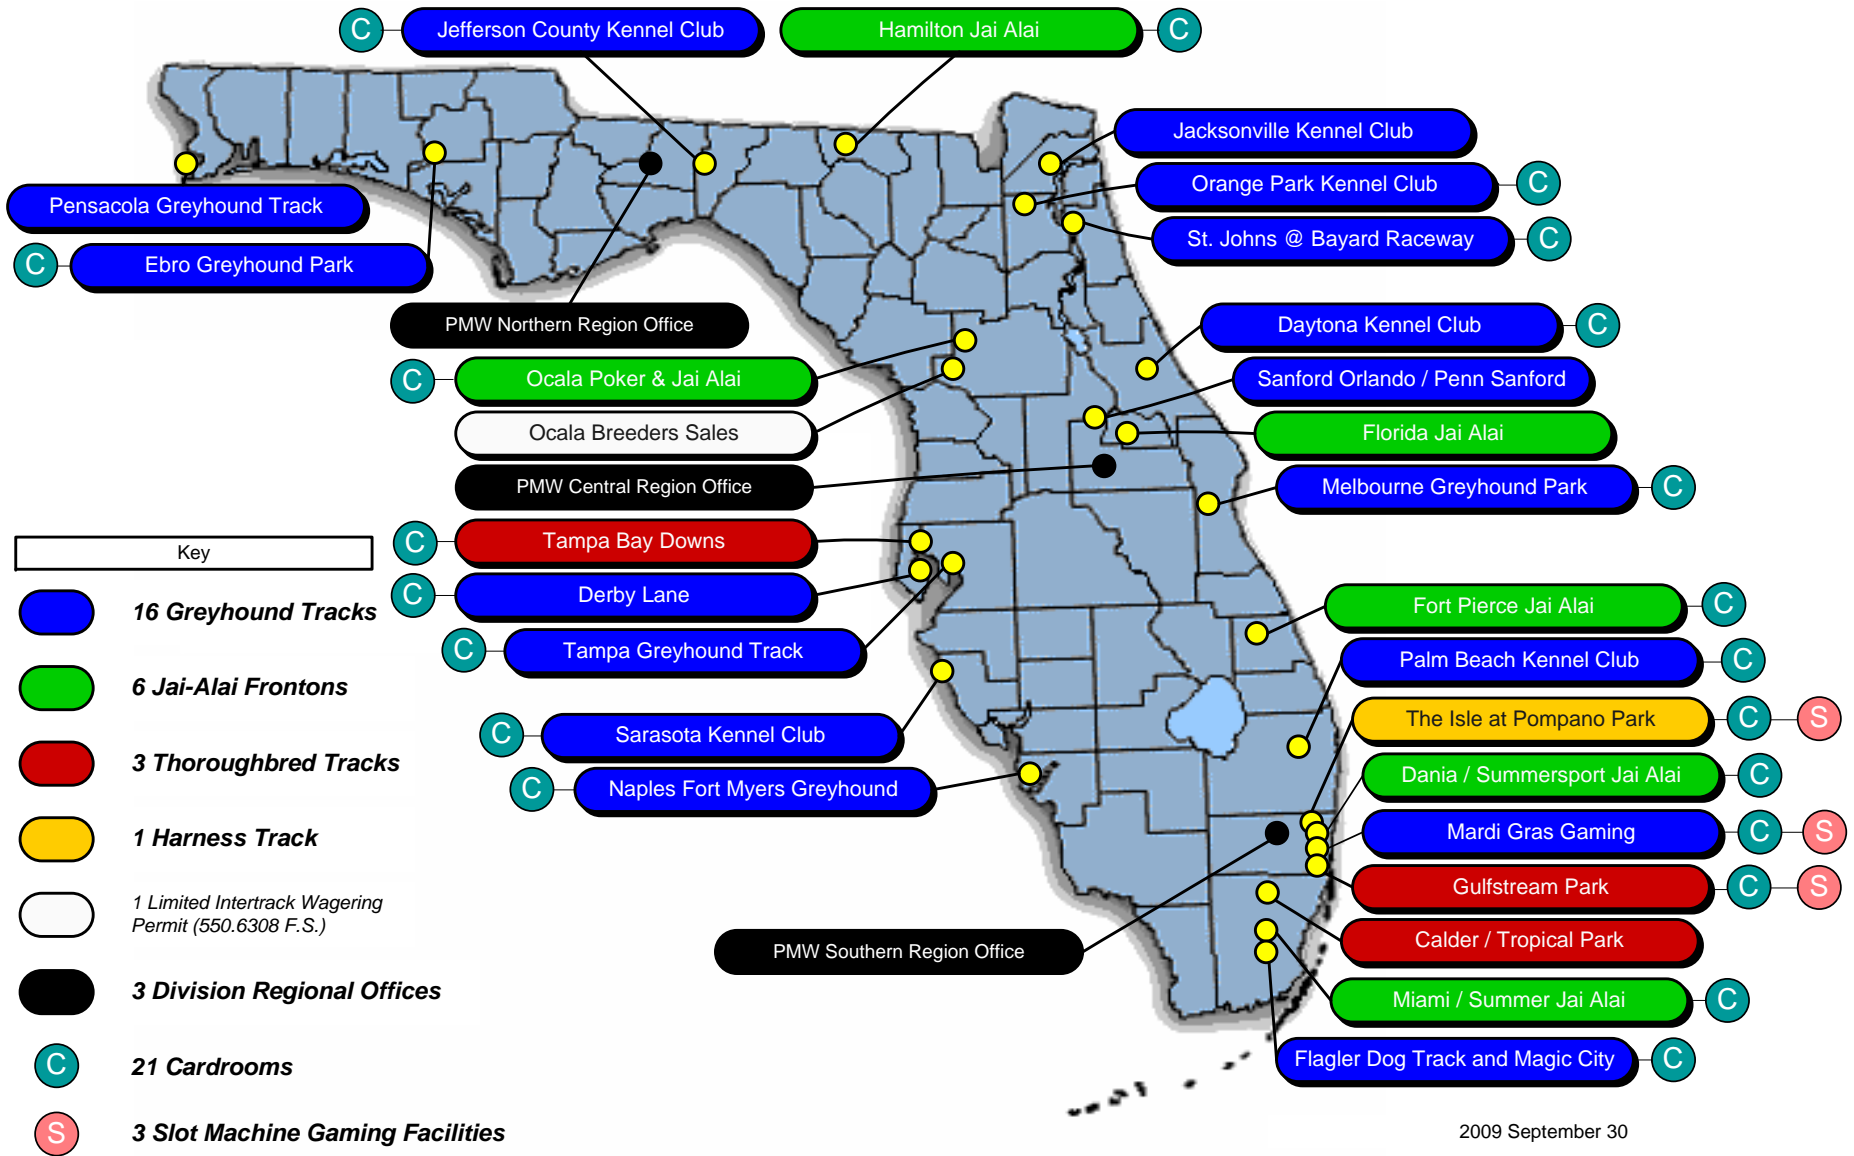 C
Jefferson County Kennel Club
Hamilton Jai Alai
C
Jacksonville Kennel Club
Orange Park Kennel Club
C
Pensacola Greyhound Track
St. Johns @ Bayard Raceway
C
C
Ebro Greyhound Park
PMW Northern Region Office
Daytona Kennel Club
C
C
Ocala Poker & Jai Alai
Sanford Orlando / Penn Sanford
Ocala Breeders Sales
Florida Jai Alai
PMW Central Region Office
Melbourne Greyhound Park
C
C
Tampa Bay Downs
C
Derby Lane
Fort Pierce Jai Alai
C
C
Tampa Greyhound Track
Palm Beach Kennel Club
C
The Isle at Pompano Park
C
S
C
Sarasota Kennel Club
Dania / Summersport Jai Alai
C
C
Naples Fort Myers Greyhound
Mardi Gras Gaming
C
S
Gulfstream Park
C
S
PMW Southern Region Office
Calder / Tropical Park
Miami / Summer Jai Alai
C
Flagler Dog Track and Magic City
C
Key
16 Greyhound Tracks
6 Jai-Alai Frontons
3 Thoroughbred Tracks
1 Harness Track
1 Limited Intertrack Wagering
Permit (550.6308 F.S.)
3 Division Regional Offices
C
21 Cardrooms
S
3 Slot Machine Gaming Facilities
2009 September 30